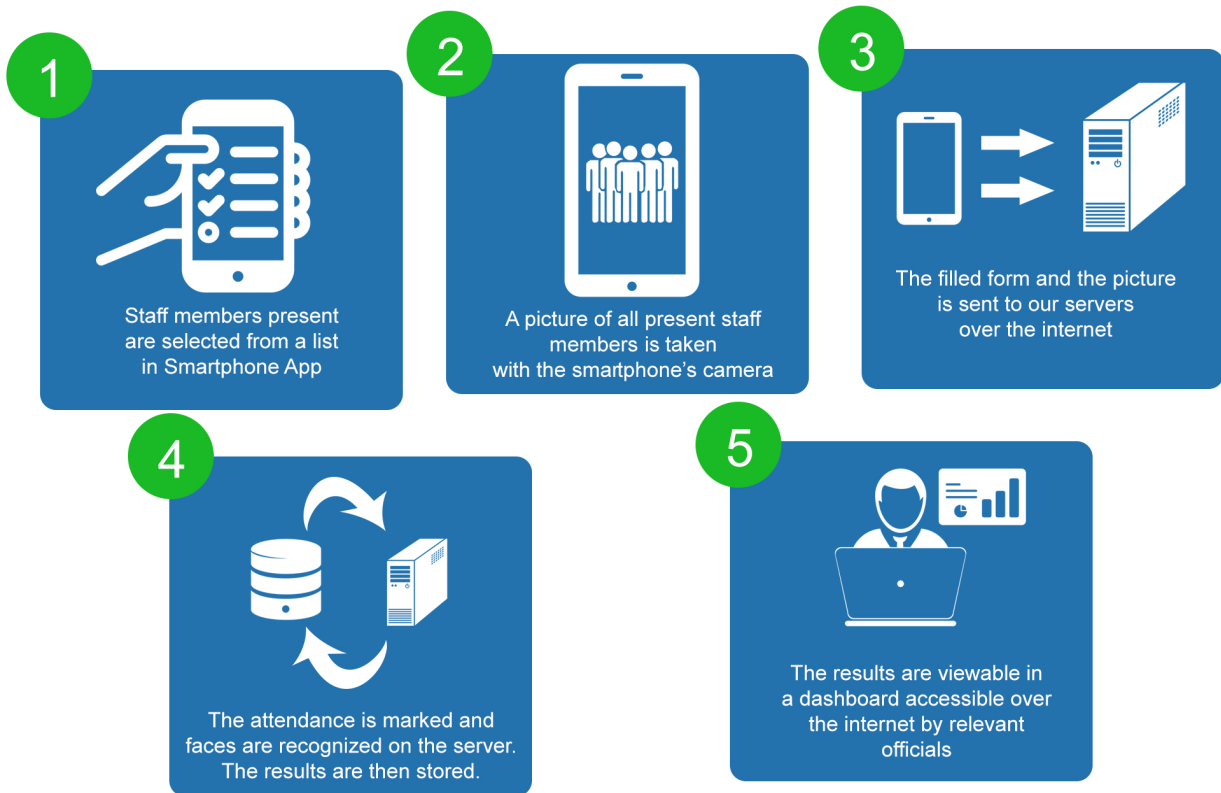 1
Staff members present
are selected from a list
in Smartphone App
2
A picture of all present staff
members is taken
with the smartphone's camera
3
The filled form and the picture
is sent to our servers
over the internet
4
The attendance is marked and
faces are recognized on the server.
The results are then stored.
5
The results are viewable in
a dashboard accessible over
the internet by relevant
officials